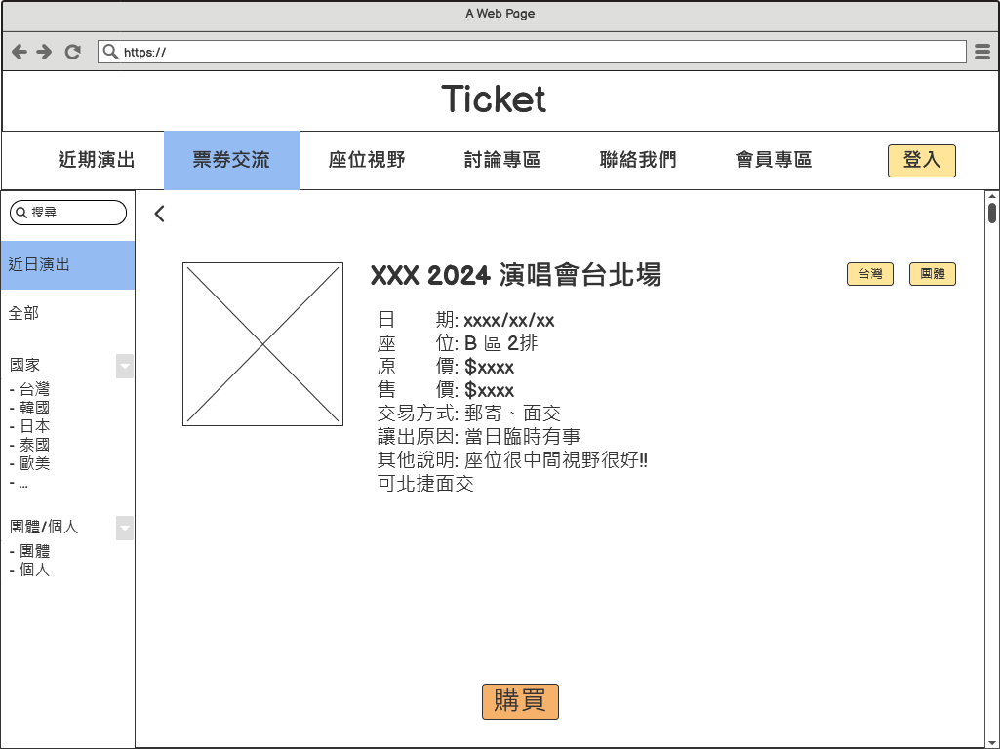 A Web Page
https://
Ticket
近期演出 票券交流 座位視野 討論專區 聯絡我們 會員專區 登入
搜尋
近日演出
全部
國家
- 台灣
- 韓國
- 日本
- 泰國
- 歐美
- ...
團體/個人
- 團體
- 個人
XXX 2024 演唱會台北場
台灣 團體
日 期: xxxx/xx/xx
座 位: B 區 2排
原 價: $xxxx
售 價: $xxxx
交易方式: 郵寄、面交
讓出原因: 當日臨時有事
其他說明: 座位很中間視野很好!!
可北捷面交
購買